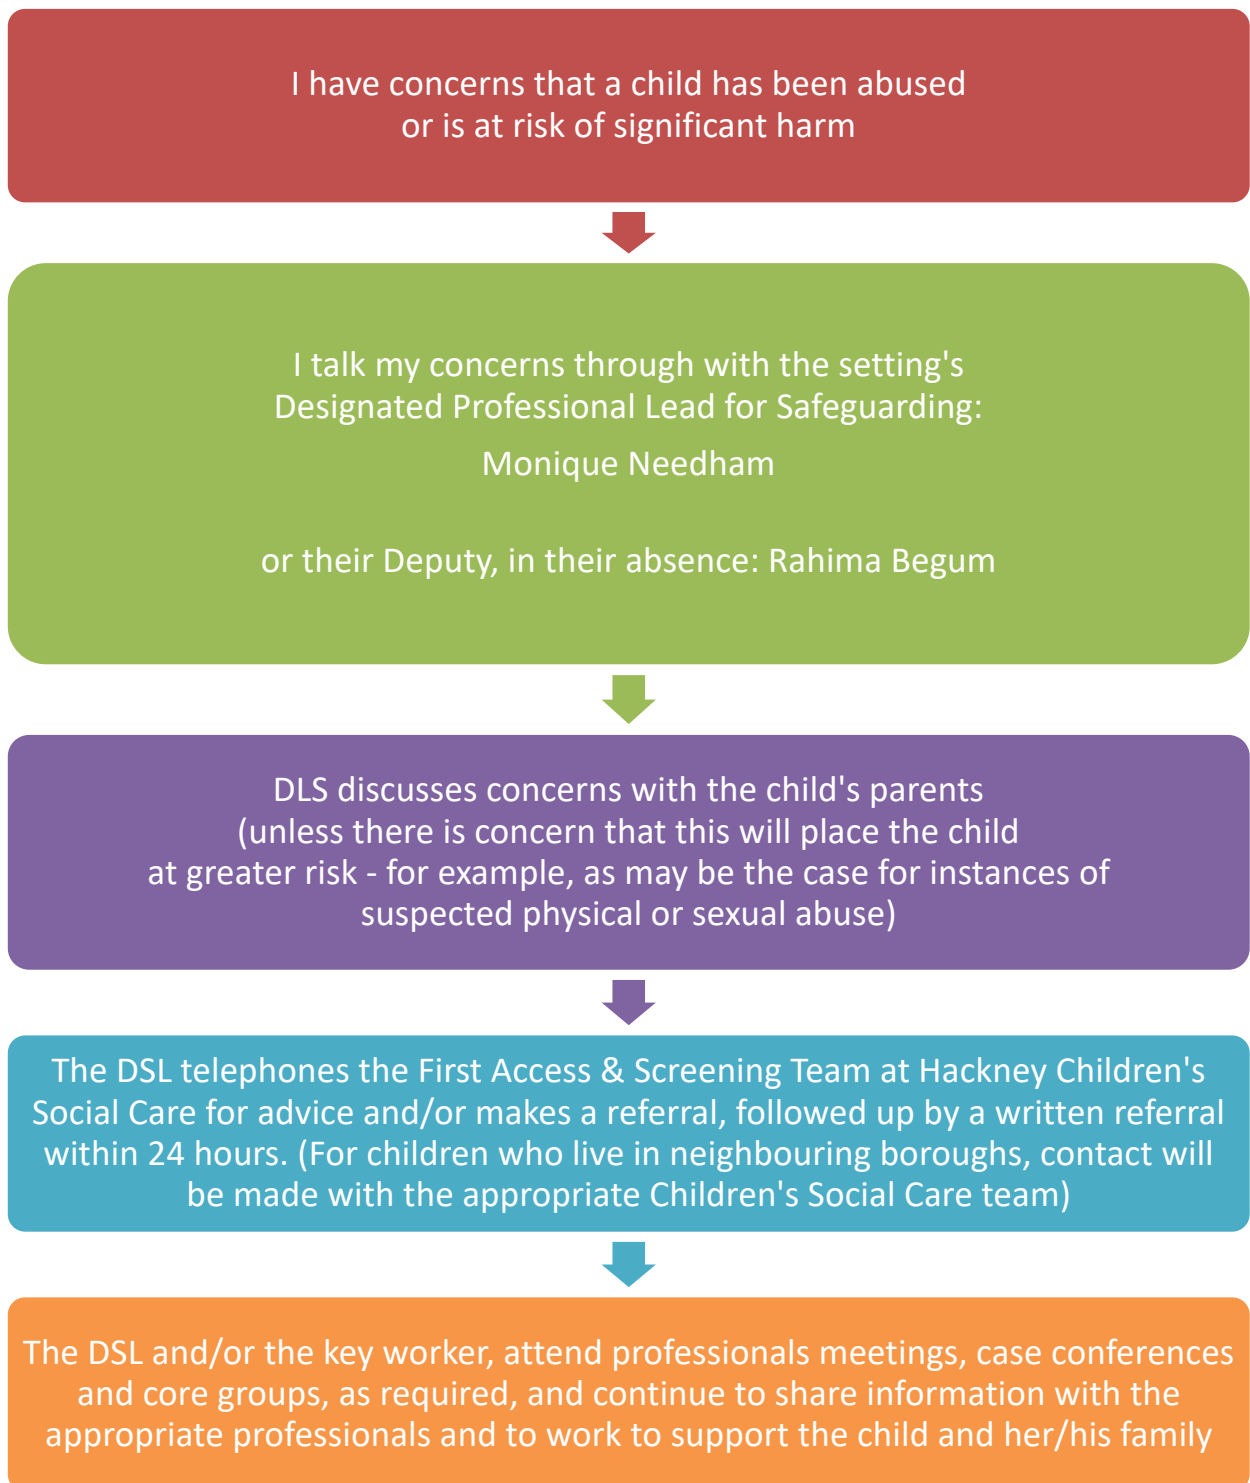 I have concerns that a child has been abused
or is at risk of significant harm
I talk my concerns through with the setting's
Designated Professional Lead for Safeguarding:
Monique Needham
or their Deputy, in their absence: Rahima Begum
DLS discusses concerns with the child's parents
(unless there is concern that this will place the child
at greater risk - for example, as may be the case for instances of
suspected physical or sexual abuse)
The DSL telephones the First Access & Screening Team at Hackney Children's
Social Care for advice and/or makes a referral, followed up by a written referral
within 24 hours. (For children who live in neighbouring boroughs, contact will
be made with the appropriate Children's Social Care team)
The DSL and/or the key worker, attend professionals meetings, case conferences
and core groups, as required, and continue to share information with the
appropriate professionals and to work to support the child and her/his family